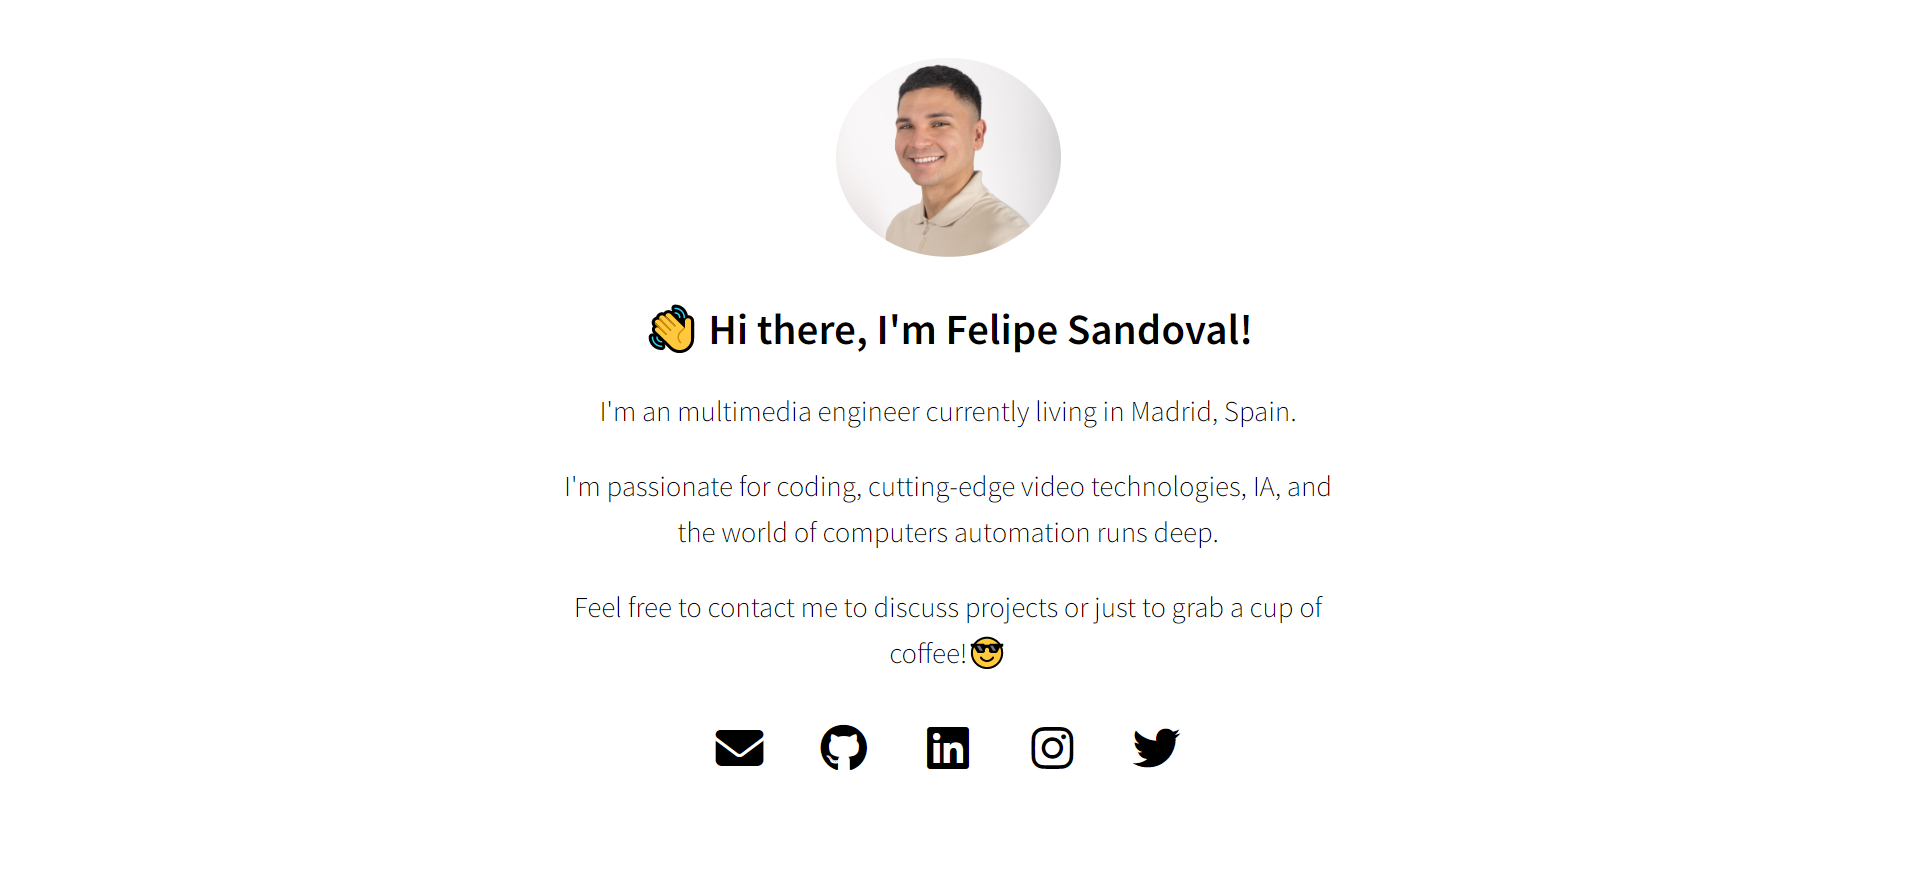 👋 Hi there, I'm Felipe Sandoval!
I'm an multimedia engineer currently living in Madrid, Spain.
I'm passionate for coding, cutting-edge video technologies, IA, and
the world of computers automation runs deep.
Feel free to contact me to discuss projects or just to grab a cup of
coffee!😎
in